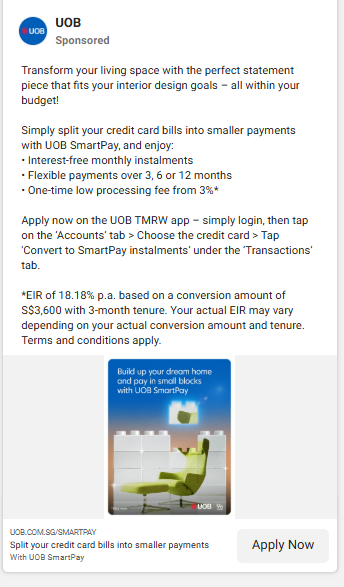 UOB
UOB
Sponsored
Transform your living space with the perfect statement
piece that fits your interior design goals – all within your
budget!
Simply split your credit card bills into smaller payments
with UOB SmartPay, and enjoy:
• Interest-free monthly instalments
• Flexible payments over 3, 6 or 12 months
• One-time low processing fee from 3%*
Apply now on the UOB TMRW app – simply login, then tap
on the ‘Accounts’ tab > Choose the credit card > Tap
‘Convert to SmartPay instalments’ under the ‘Transactions’
tab.
*EIR of 18.18% p.a. based on a conversion amount of
S$3,600 with 3-month tenure. Your actual EIR may vary
depending on your actual conversion amount and tenure.
Terms and conditions apply.
Build up your dream home
and pay in small blocks
with UOB SmartPay
UOB
UOB.COM.SG/SMARTPAY
Split your credit card bills into smaller payments
With UOB SmartPay
Apply Now